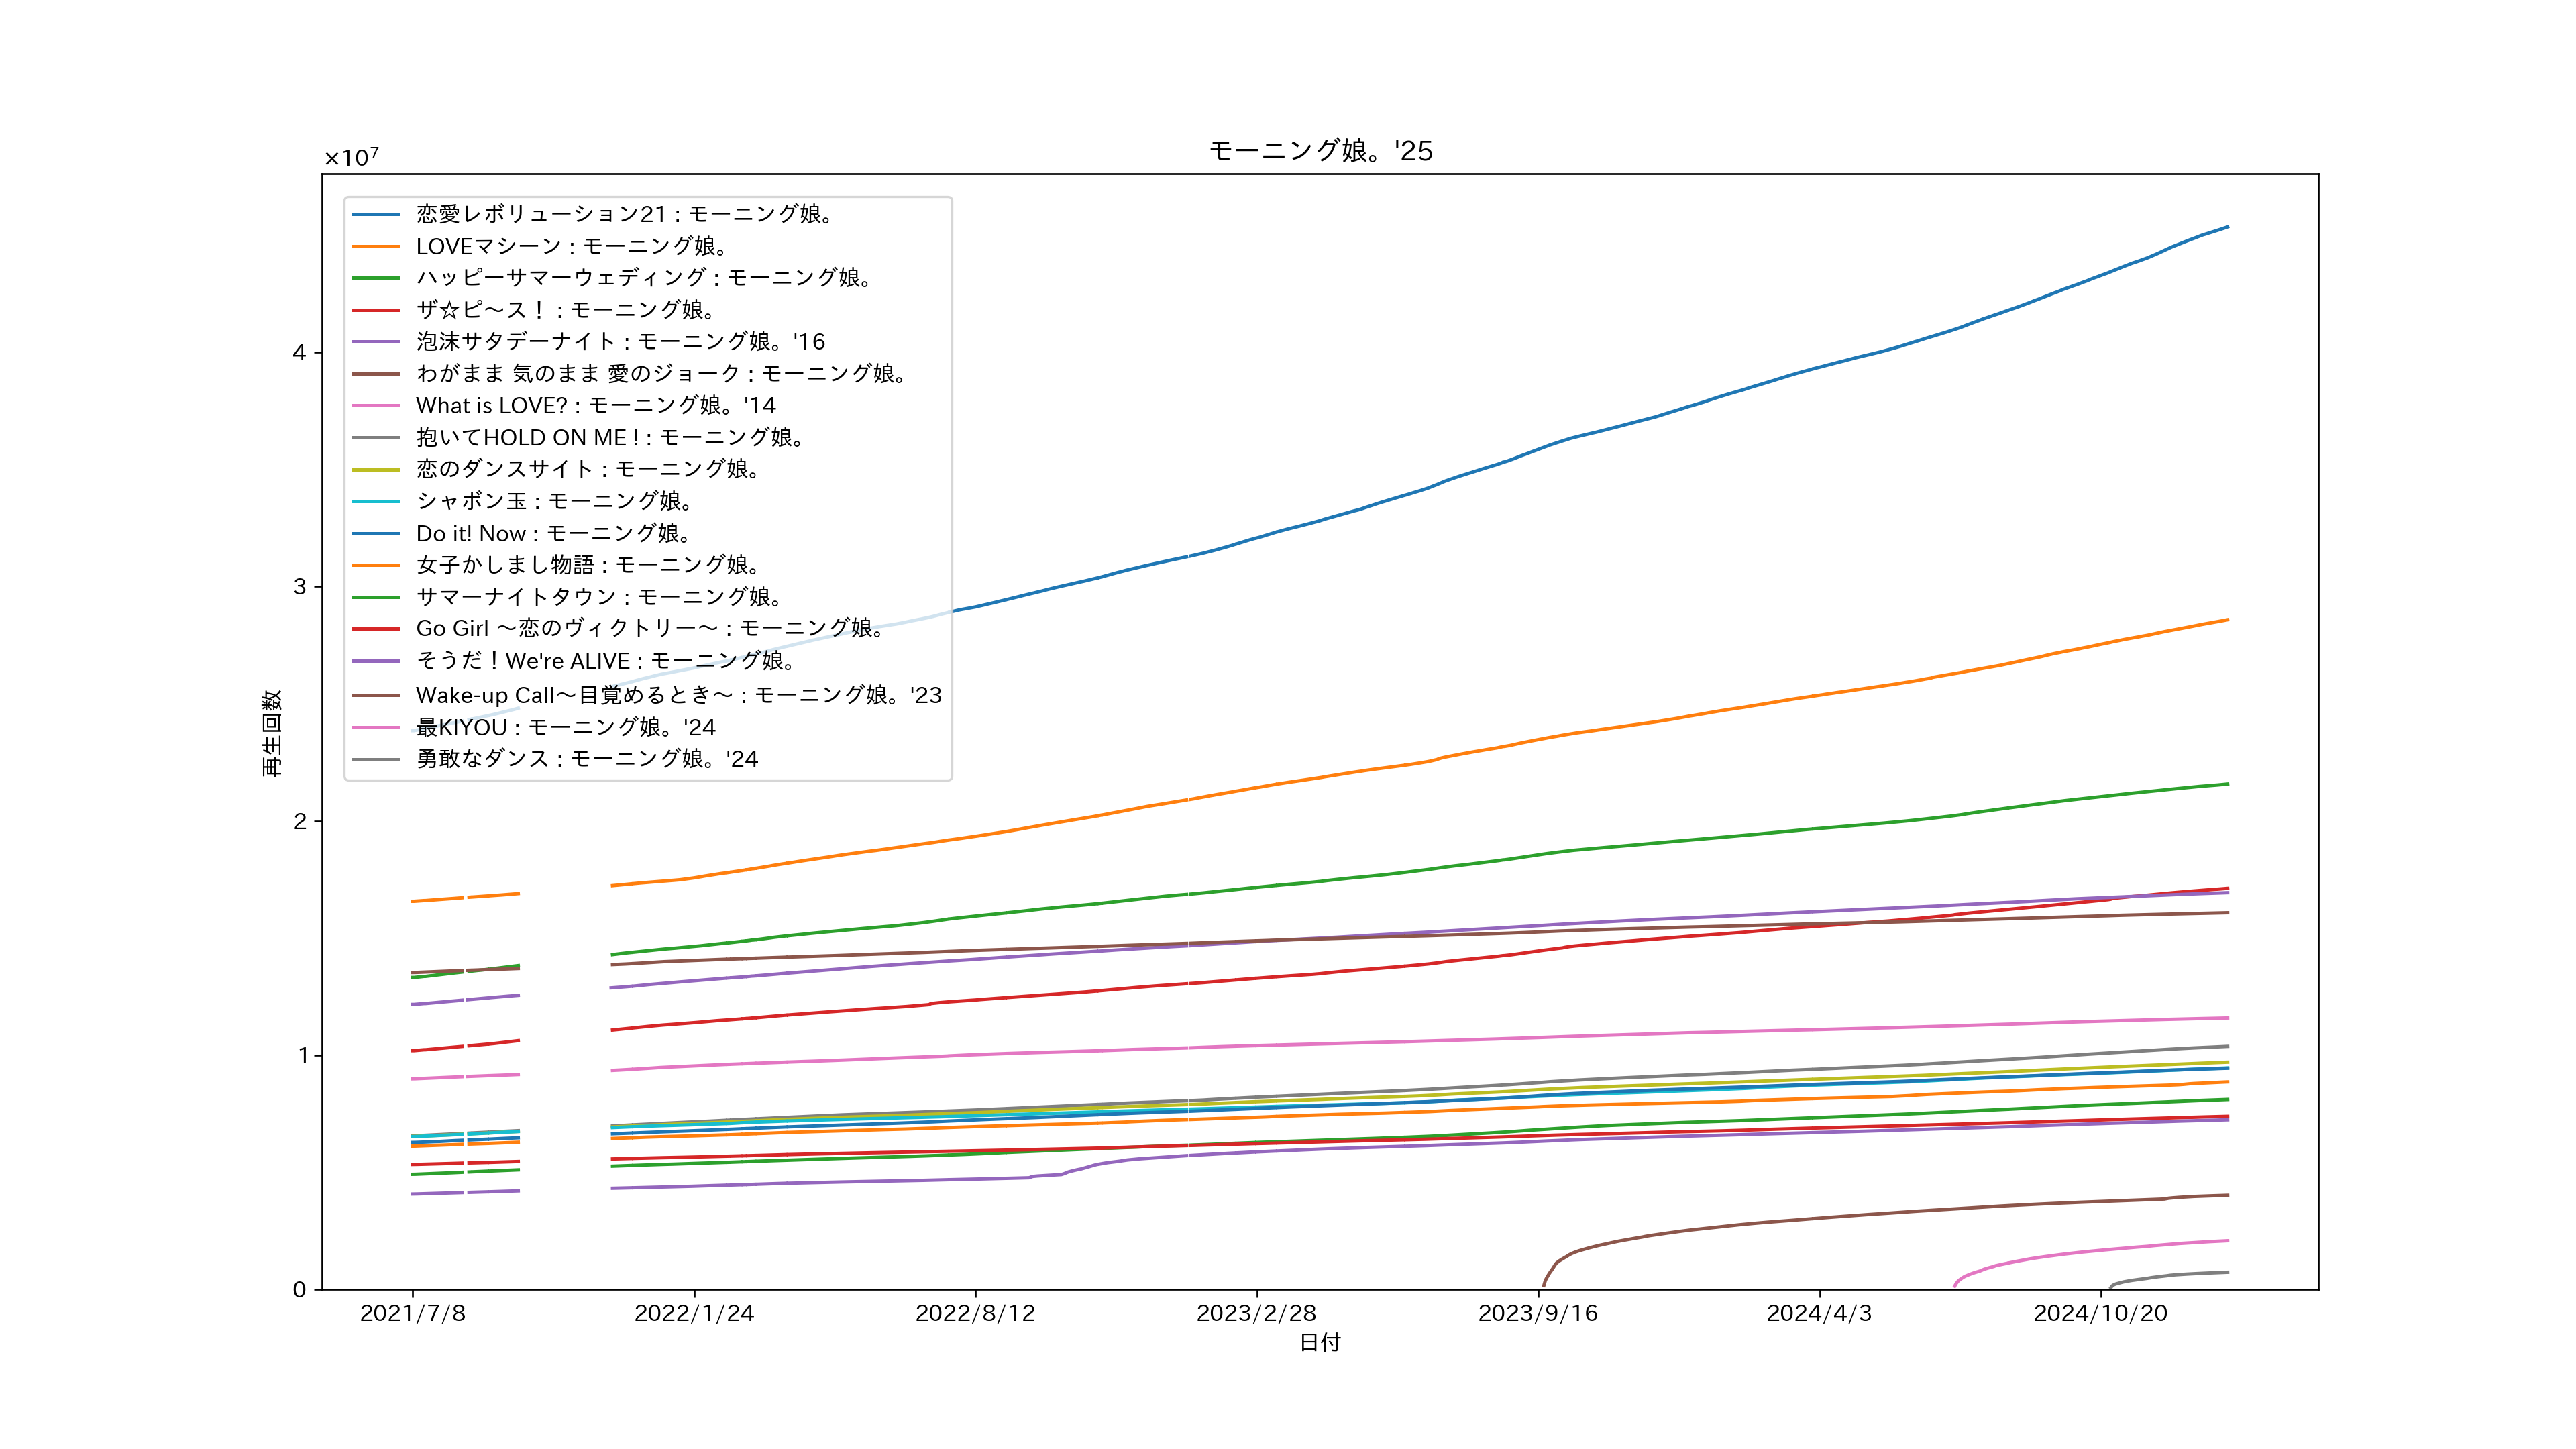 モーニング娘。'25
×10⁷
恋愛レボリューション21 : モーニング娘。
LOVEマシーン : モーニング娘。
ハッピーサマーウェディング : モーニング娘。
ザ☆ピ〜ス！ : モーニング娘。
泡沫サタデーナイト : モーニング娘。'16
わがまま 気のまま 愛のジョーク : モーニング娘。
What is LOVE? : モーニング娘。'14
抱いてHOLD ON ME ! : モーニング娘。
恋のダンスサイト : モーニング娘。
シャボン玉 : モーニング娘。
Do it! Now : モーニング娘。
女子かしまし物語 : モーニング娘。
サマーナイトタウン : モーニング娘。
Go Girl 〜恋のヴィクトリー〜 : モーニング娘。
そうだ！We're ALIVE : モーニング娘。
Wake-up Call〜目覚めるとき〜 : モーニング娘。'23
最KIYOU : モーニング娘。'24
勇敢なダンス : モーニング娘。'24
4
3
2
1
0
再生回数
2021/7/8 2022/1/24 2022/8/12 2023/2/28 2023/9/16 2024/4/3 2024/10/20
日付